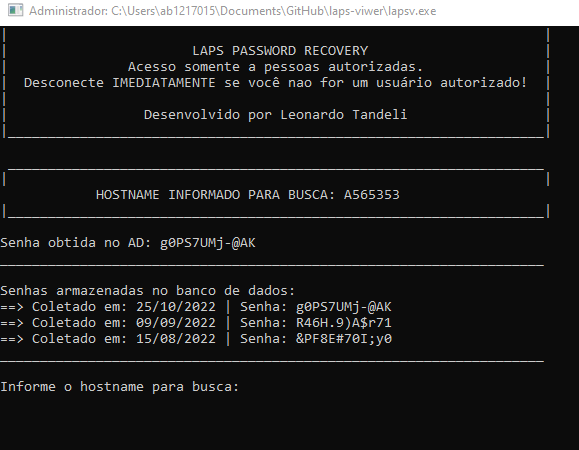 Administrador: C:\Users\ab1217015\Documents\GitHub\laps-viwer\lapsv.exe
LAPS PASSWORD RECOVERY
Acesso somente a pessoas autorizadas.
Desconecte IMEDIATAMENTE se você nao for um usuário autorizado!
Desenvolvido por Leonardo Tandeli
HOSTNAME INFORMADO PARA BUSCA: A565353
Senha obtida no AD: g0PS7UMj-@AK
Senhas armazenadas no banco de dados:
==> Coletado em: 25/10/2022 | Senha: g0PS7UMj-@AK
==> Coletado em: 09/09/2022 | Senha: R46H.9)A$r71
==> Coletado em: 15/08/2022 | Senha: &PF8E#70I;y0
Informe o hostname para busca: